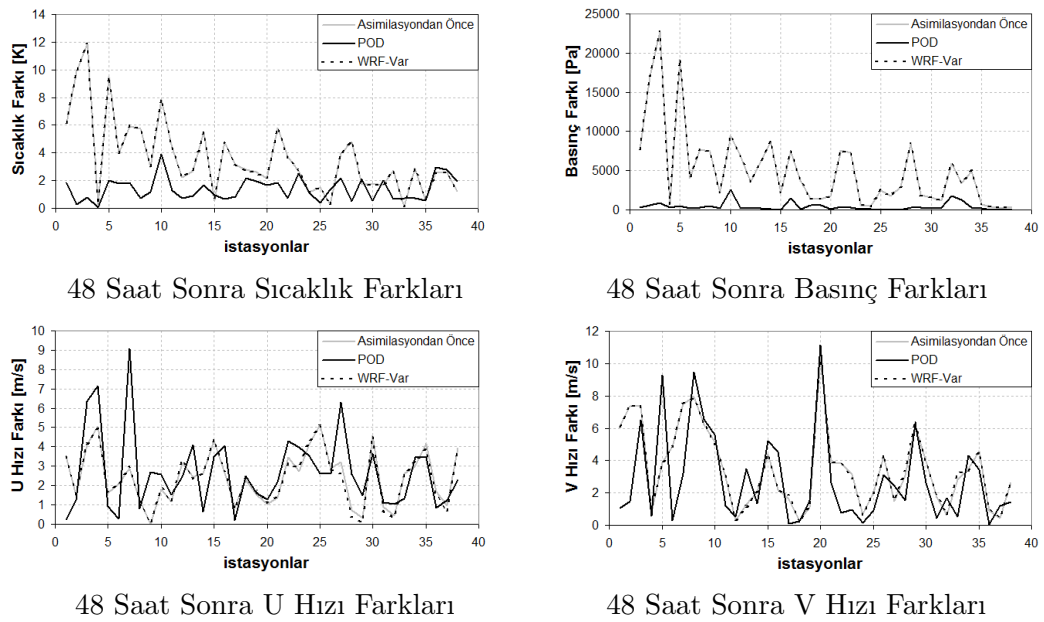 Sıcaklık Farkı [K]
14
12
10
8
6
4
2
0
Asimilasyondan Önce
POD
WRF-Var
0 5 10 15 20 25 30 35 40
istasyonlar
48 Saat Sonra Sıcaklık Farkları
Basınç Farkı [Pa]
25000
20000
15000
10000
5000
0
Asimilasyondan Önce
POD
WRF-Var
0 5 10 15 20 25 30 35 40
istasyonlar
48 Saat Sonra Basınç Farkları
U Hızı Farkı [m/s]
10
9
8
7
6
5
4
3
2
1
0
Asimilasyondan Önce
POD
WRF-Var
0 5 10 15 20 25 30 35 40
istasyonlar
48 Saat Sonra U Hızı Farkları
V Hızı Farkı [m/s]
12
10
8
6
4
2
0
Asimilasyondan Önce
POD
WRF-Var
0 5 10 15 20 25 30 35 40
istasyonlar
48 Saat Sonra V Hızı Farkları